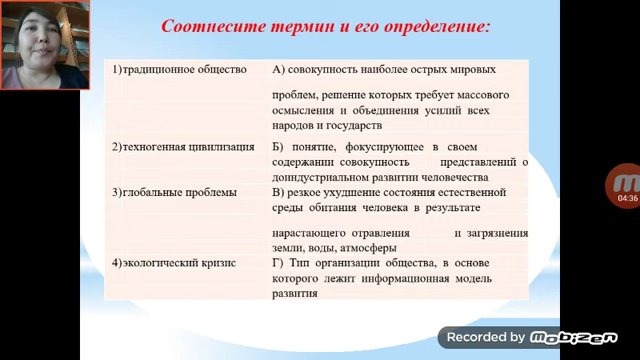 Соотнесите термин и его определение:
1)традиционное общество
А) совокупность наиболее острых мировых
проблем, решение которых требует массового
осмысления и объединения усилий всех
народов и государств
2)техногенная цивилизация
Б) понятие, фокусирующее в своем
содержании совокупность представлений о
доиндустриальном развитии человечества
3)глобальные проблемы
В) резкое ухудшение состояния естественной
среды обитания человека в результате
нарастающего отравления и загрязнения
земли, воды, атмосферы
4)экологический кризис
Г) Тип организации общества, в основе
которого лежит информационная модель
развития
04:36
Recorded by mobizen